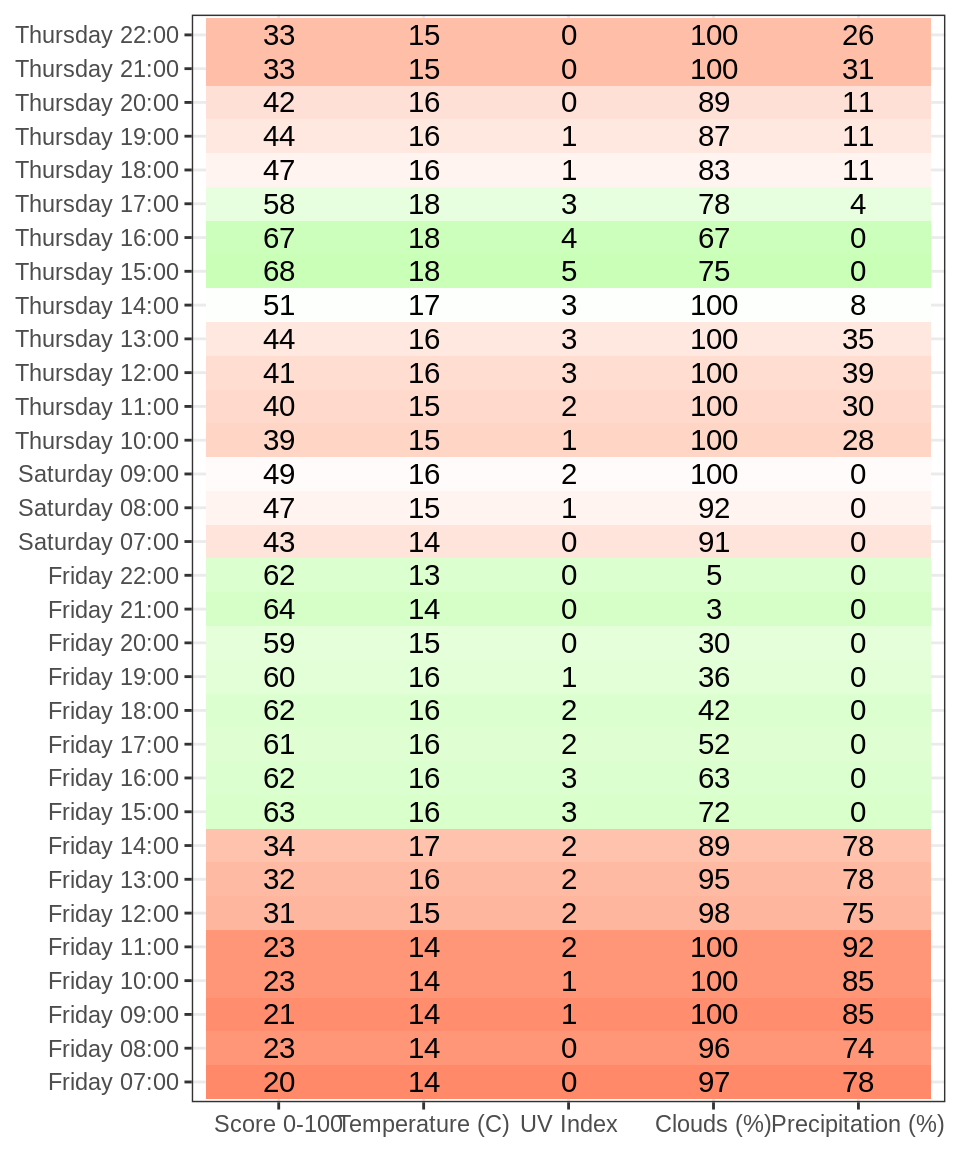 Thursday 22:00 33 15 0 100 26
Thursday 21:00 33 15 0 100 31
Thursday 20:00 42 16 0 89 11
Thursday 19:00 44 16 1 87 11
Thursday 18:00 47 16 1 83 11
Thursday 17:00 58 18 3 78 4
Thursday 16:00 67 18 4 67 0
Thursday 15:00 68 18 5 75 0
Thursday 14:00 51 17 3 100 8
Thursday 13:00 44 16 3 100 35
Thursday 12:00 41 16 3 100 39
Thursday 11:00 40 15 2 100 30
Thursday 10:00 39 15 1 100 28
Saturday 09:00 49 16 2 100 0
Saturday 08:00 47 15 1 92 0
Saturday 07:00 43 14 0 91 0
Friday 22:00 62 13 0 5 0
Friday 21:00 64 14 0 3 0
Friday 20:00 59 15 0 30 0
Friday 19:00 60 16 1 36 0
Friday 18:00 62 16 2 42 0
Friday 17:00 61 16 2 52 0
Friday 16:00 62 16 3 63 0
Friday 15:00 63 16 3 72 0
Friday 14:00 34 17 2 89 78
Friday 13:00 32 16 2 95 78
Friday 12:00 31 15 2 98 75
Friday 11:00 23 14 2 100 92
Friday 10:00 23 14 1 100 85
Friday 09:00 21 14 1 100 85
Friday 08:00 23 14 0 96 74
Friday 07:00 20 14 0 97 78
Score 0-100 Temperature (C) UV Index Clouds (%) Precipitation (%)